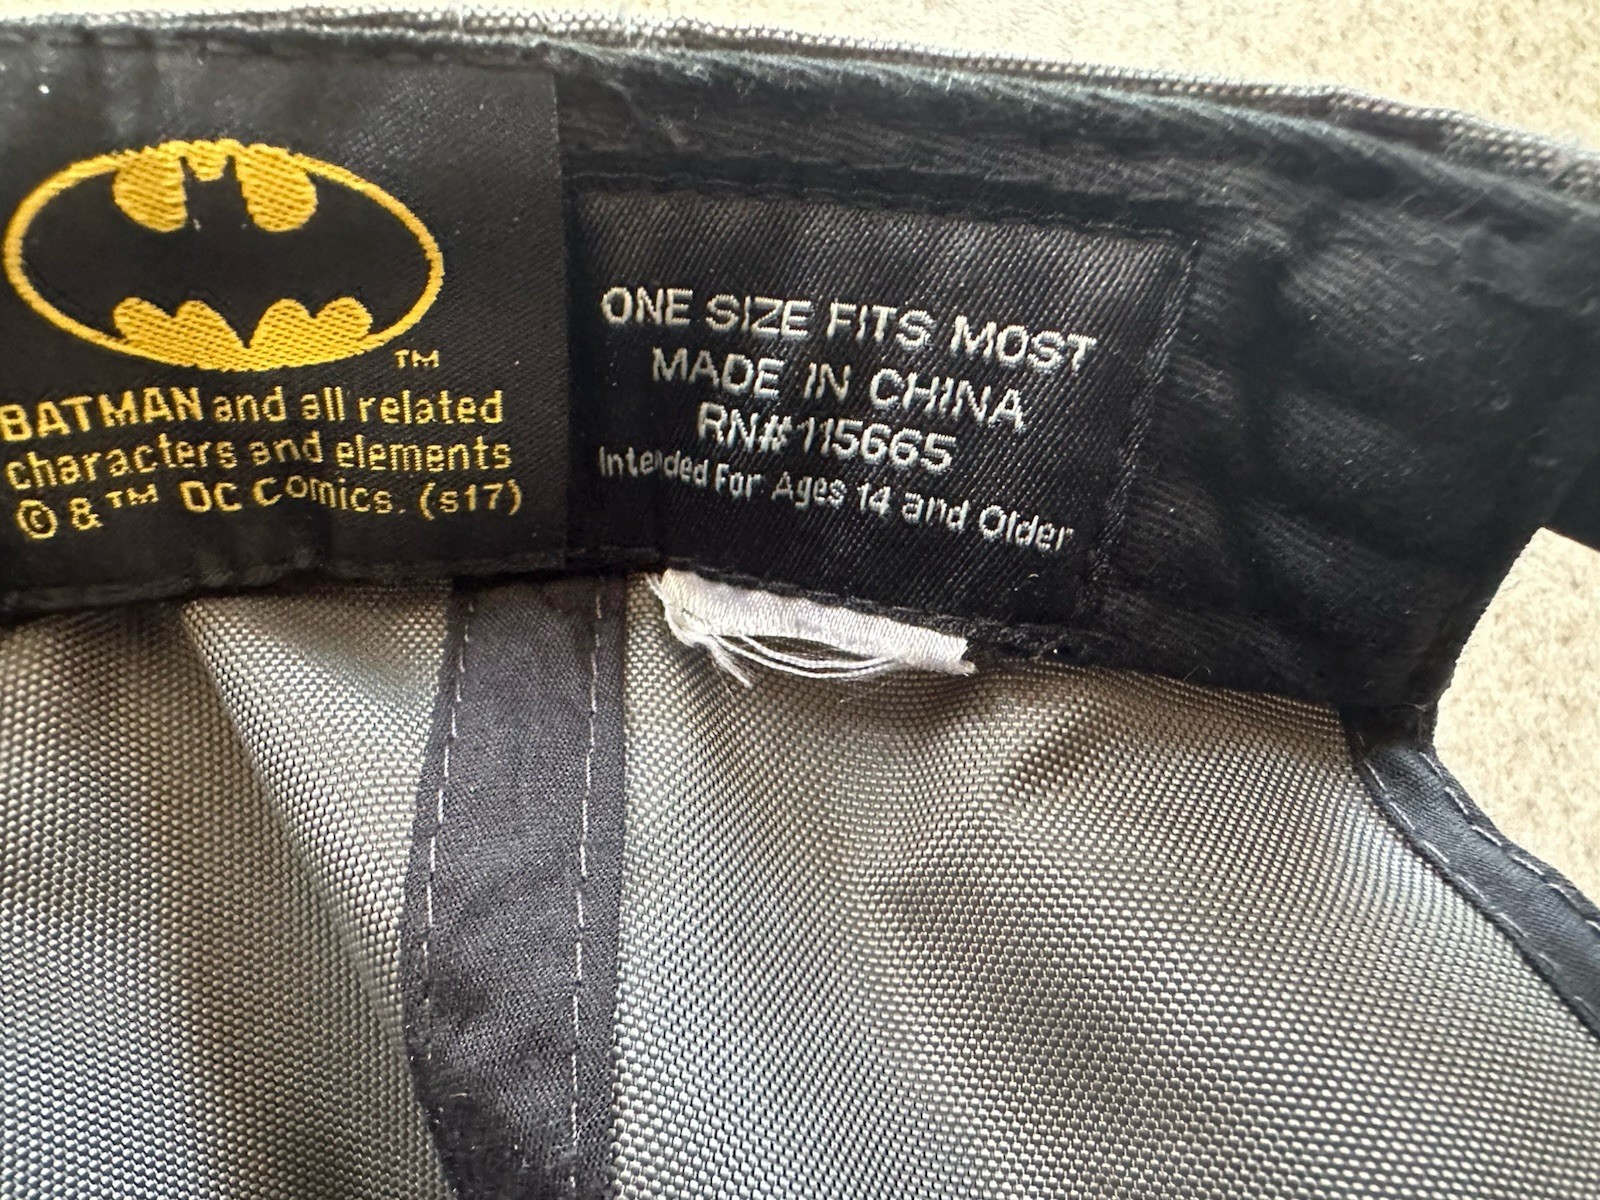 TM
BATMAN and all related
characters and elements
© & ™ DC Comics. (s17)
ONE SIZE FITS MOST
MADE IN CHINA
RN# 115665
Intended For Ages 14 and Older